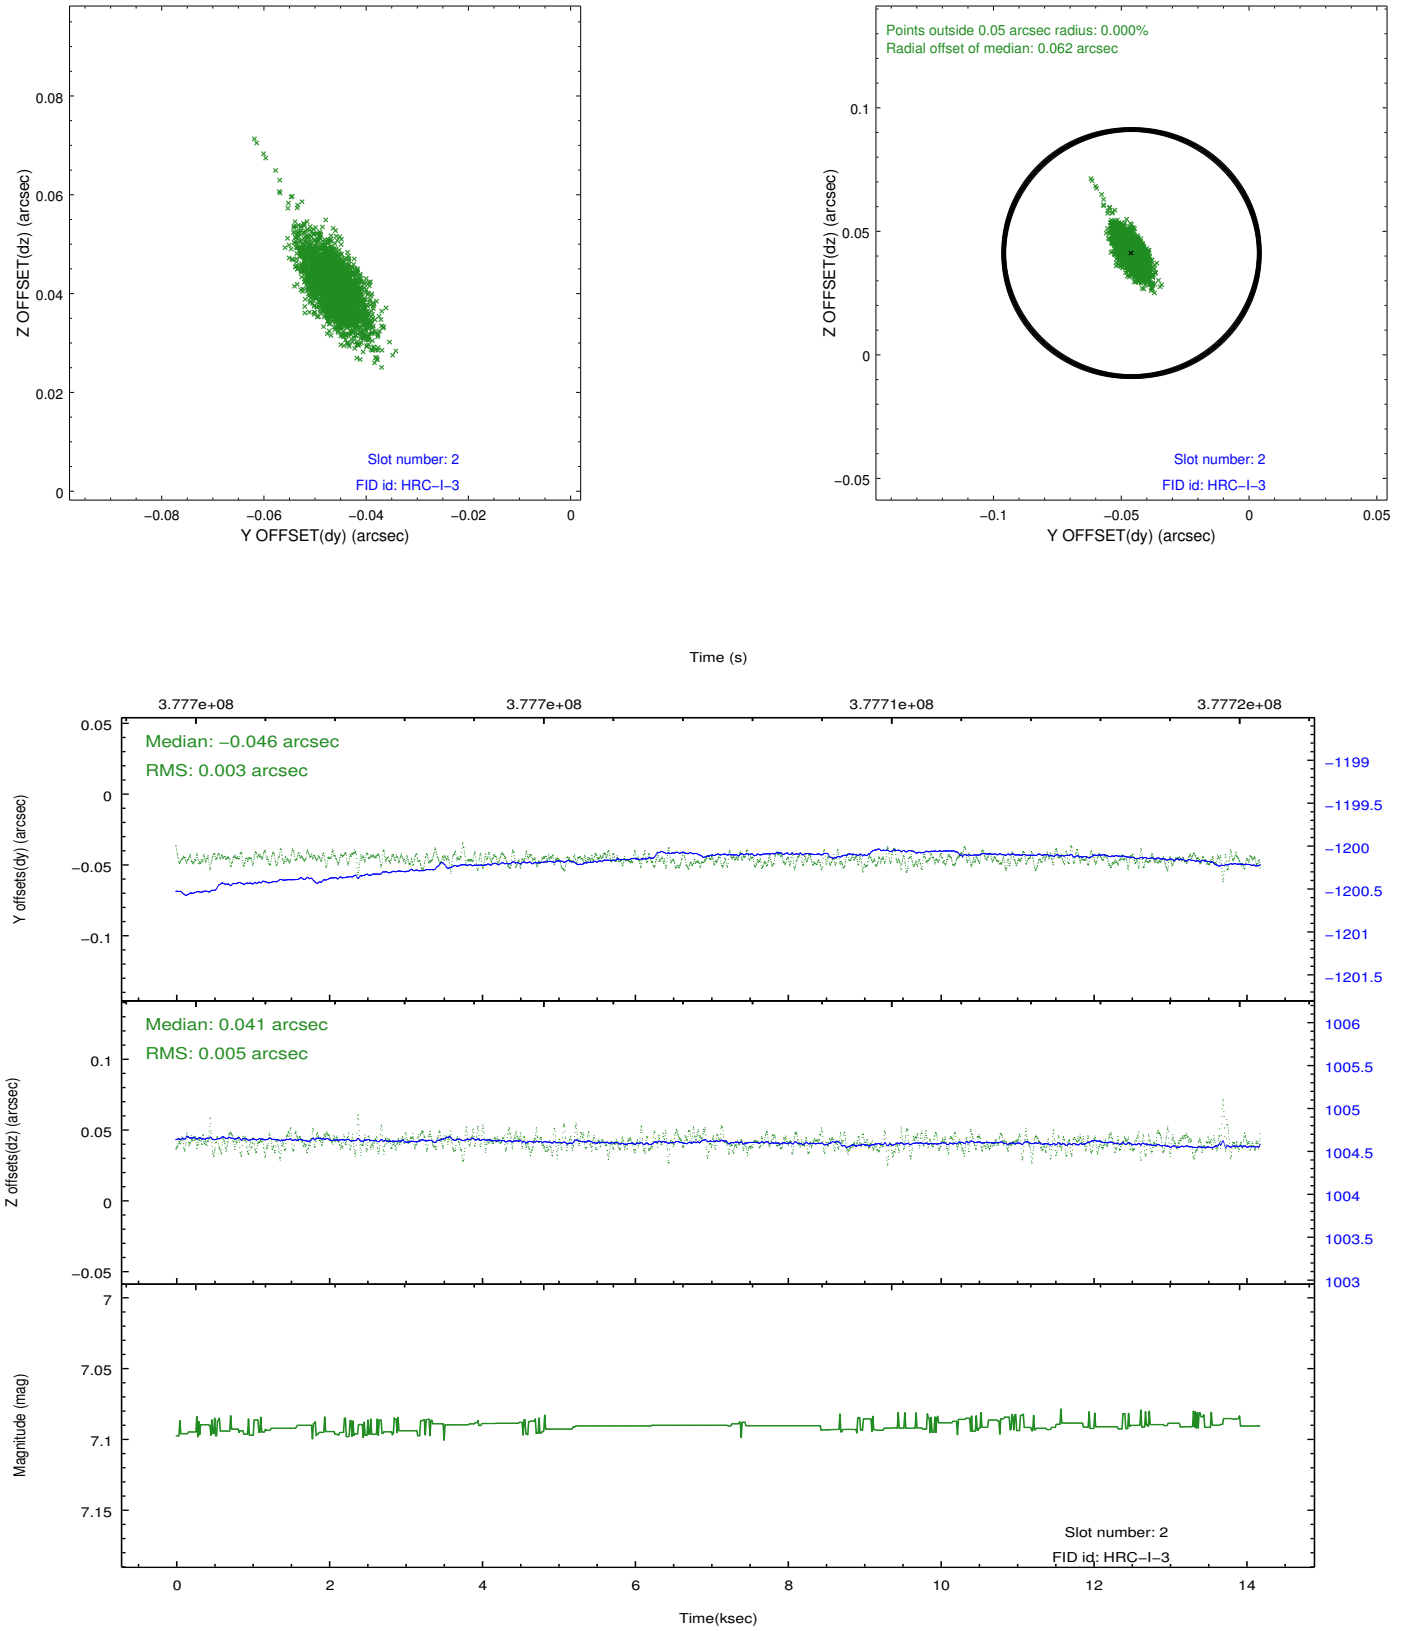 0.08
0.06
0.04
0.02
0
Z OFFSET(dz) (arcsec)
Slot number: 2
FID id: HRC−I−3
−0.08
−0.06
−0.04
−0.02
0
Y OFFSET(dy) (arcsec)
Points outside 0.05 arcsec radius: 0.000%
Radial offset of median: 0.062 arcsec
0.1
0.05
0
−0.05
Z OFFSET(dz) (arcsec)
Slot number: 2
FID id: HRC−I−3
−0.1
−0.05
0
0.05
Y OFFSET(dy) (arcsec)
Time (s)
3.777e+08
3.777e+08
3.7771e+08
3.7772e+08
Y offsets(dy) (arcsec)
0.05
0
−0.05
−0.1
Median: −0.046 arcsec
RMS: 0.003 arcsec
−1199
−1199.5
−1200
−1200.5
−1201
−1201.5
Z offsets(dz) (arcsec)
0.1
0.05
0
−0.05
Median: 0.041 arcsec
RMS: 0.005 arcsec
1006
1005.5
1005
1004.5
1004
1003.5
1003
Magnitude (mag)
7
7.05
7.1
7.15
Slot number: 2
FID id: HRC−I−3
0
2
4
6
8
10
12
14
Time(ksec)